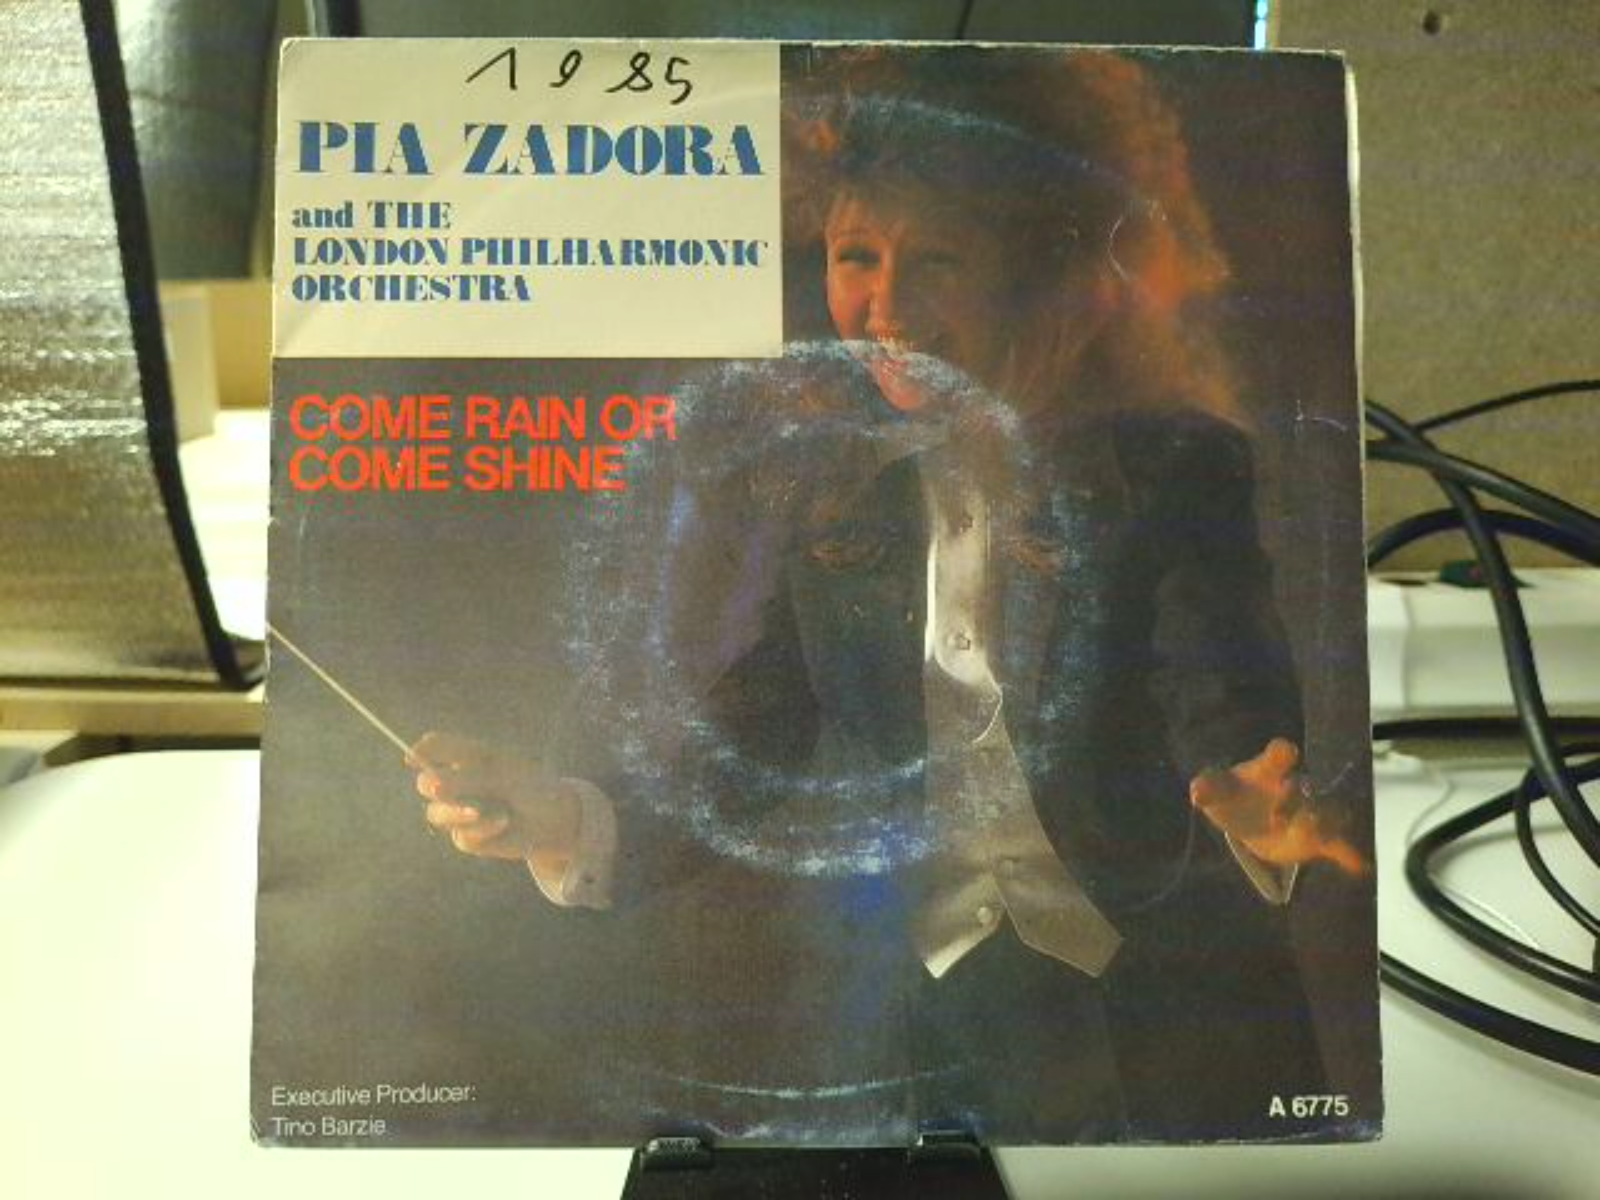 1985
PIA ZADORA
and THE
LONDON PHILHARMONIC
ORCHESTRA
COME RAIN OR
COME SHINE
Executive Producer:
Tino Barzie
A 6775